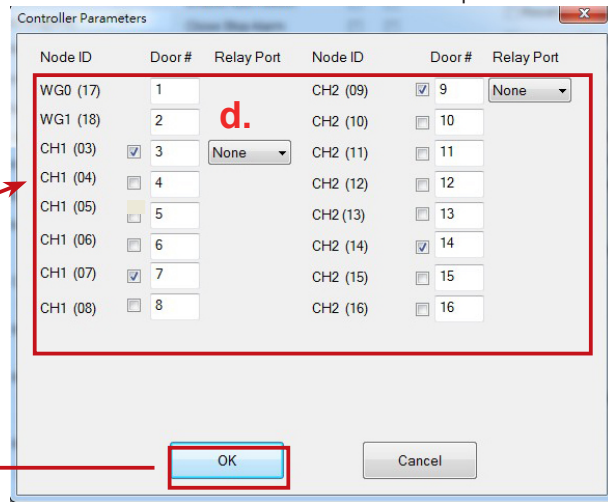 Controller Parameters
Node ID Door# Relay Port Node ID Door# Relay Port
WG0 (17) 1 CH2 (09) 9 None
WG1 (18) 2 d. CH2 (10) 10
CH1 (03) 3 None CH2 (11) 11
CH1 (04) 4 CH2 (12) 12
CH1 (05) 5 CH2(13) 13
CH1 (06) 6 CH2 (14) 14
CH1 (07) 7 CH2 (15) 15
CH1 (08) 8 CH2 (16) 16
OK Cancel